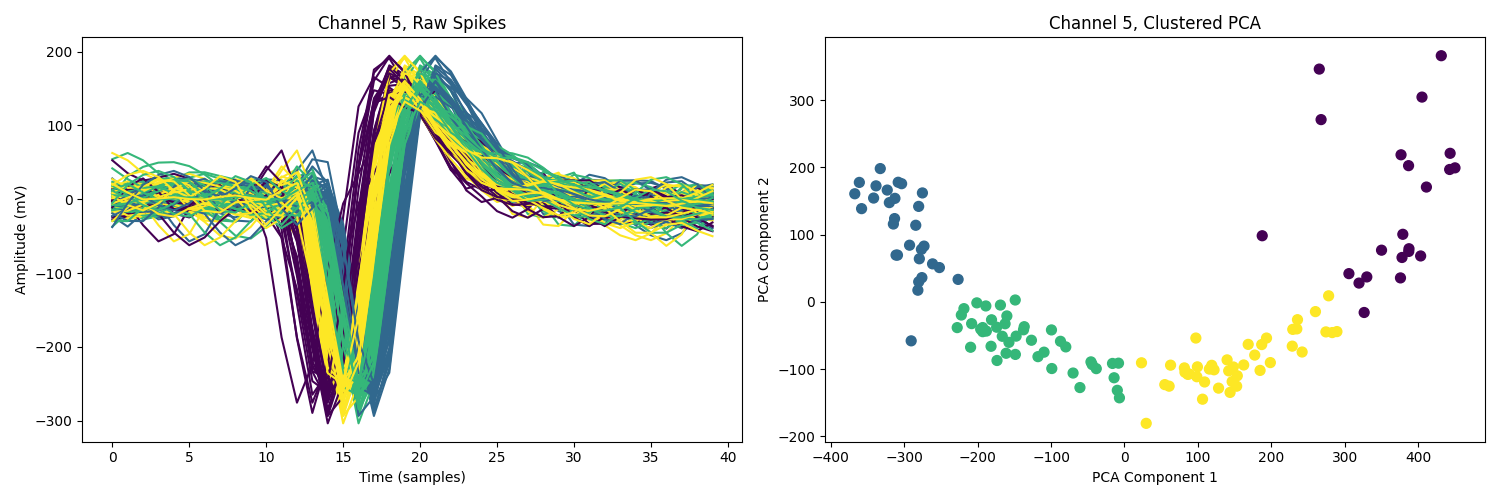 Channel 5, Raw Spikes
Amplitude (mV)
200
100
0
−100
−200
−300
0 5 10 15 20 25 30 35 40
Time (samples)
Channel 5, Clustered PCA
PCA Component 2
300
200
100
0
−100
−200
−400 −300 −200 −100 0 100 200 300 400
PCA Component 1